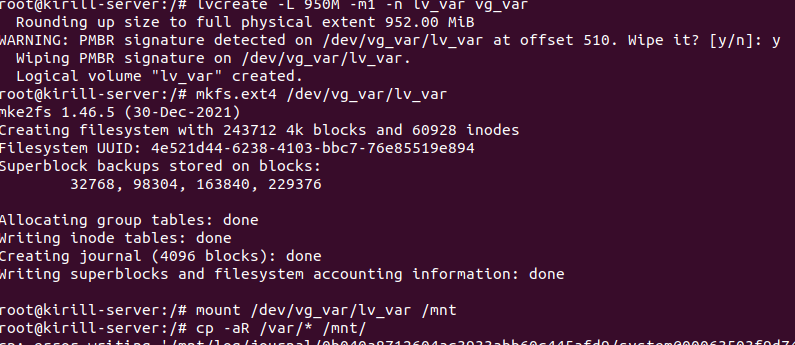 root@kirill-server:/# lvcreate -L 950M -m1 -n lv_var vg_var
Rounding up size to full physical extent 952.00 MiB
WARNING: PMBR signature detected on /dev/vg_var/lv_var at offset 510. Wipe it? [y/n]: y
Wiping PMBR signature on /dev/vg_var/lv_var.
Logical volume "lv_var" created.
root@kirill-server:/# mkfs.ext4 /dev/vg_var/lv_var
mke2fs 1.46.5 (30-Dec-2021)
Creating filesystem with 243712 4k blocks and 60928 inodes
Filesystem UUID: 4e521d44-6238-4103-bbc7-76e85519e894
Superblock backups stored on blocks:
32768, 98304, 163840, 229376
Allocating group tables: done
Writing inode tables: done
Creating journal (4096 blocks): done
Writing superblocks and filesystem accounting information: done
root@kirill-server:/# mount /dev/vg_var/lv_var /mnt
root@kirill-server:/# cp -aR /var/* /mnt/
cp: error writing